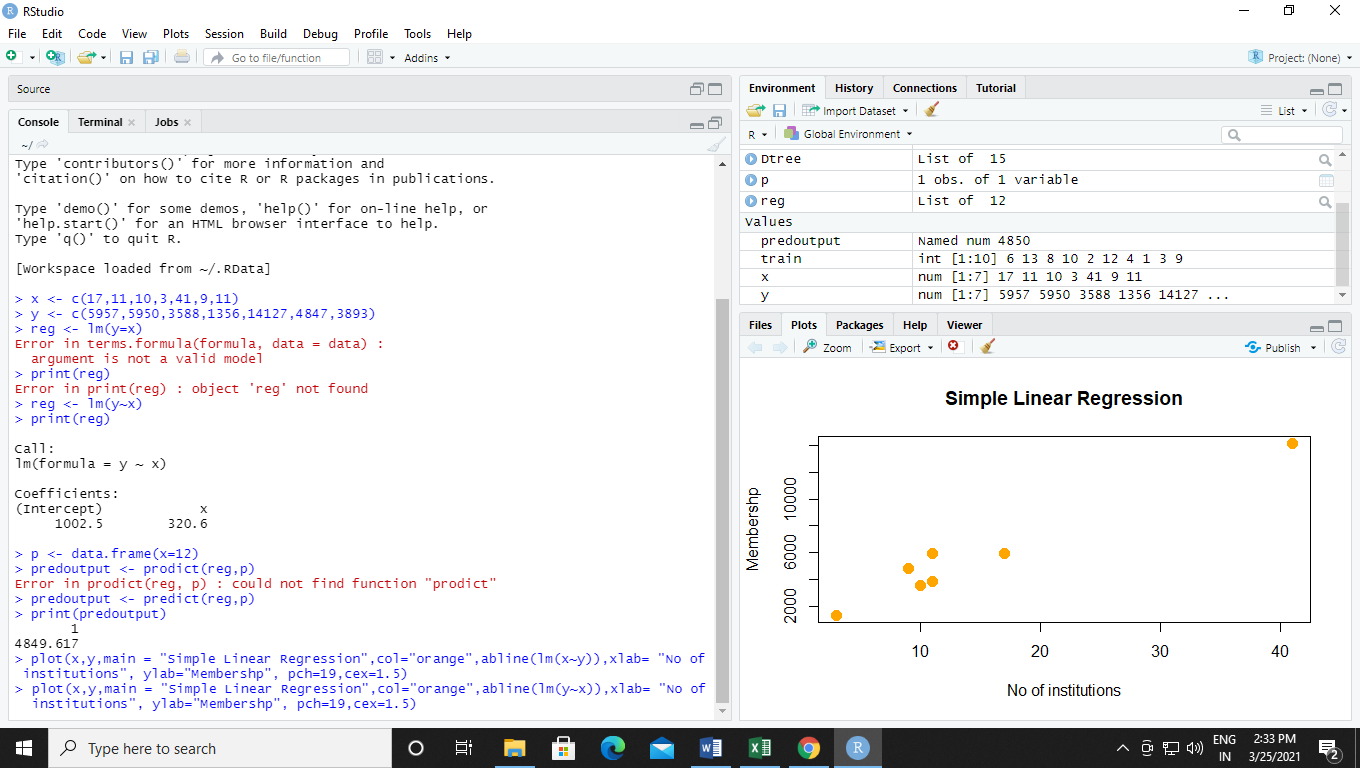 RStudio
File Edit Code View Plots Session Build Debug Profile Tools Help
Go to file/function
Addins
Project: (None)
Source
Console Terminal Jobs
~/
Type 'contributors()' for more information and
'citation()' on how to cite R or R packages in publications.
Type 'demo()' for some demos, 'help()' for on-line help, or
'help.start()' for an HTML browser interface to help.
Type 'q()' to quit R.
[Workspace loaded from ~/.RData]
> x <- c(17,11,10,3,41,9,11)
> y <- c(5957,5950,3588,1356,14127,4847,3893)
> reg <- lm(y=x)
Error in terms.formula(formula, data = data) :
argument is not a valid model
> print(reg)
Error in print(reg) : object 'reg' not found
> reg <- lm(y~x)
> print(reg)
Call:
lm(formula = y ~ x)
Coefficients:
(Intercept) x
1002.5 320.6
> p <- data.frame(x=12)
> predoutput <- prodict(reg,p)
Error in prodict(reg, p) : could not find function "prodict"
> predoutput <- predict(reg,p)
> print(predoutput)
1
4849.617
> plot(x,y,main = "Simple Linear Regression",col="orange",abline(lm(x~y)),xlab= "No of
institutions", ylab="Membershp", pch=19,cex=1.5)
> plot(x,y,main = "Simple Linear Regression",col="orange",abline(lm(y~x)),xlab= "No of
institutions", ylab="Membershp", pch=19,cex=1.5)
Environment History Connections Tutorial
Import Dataset
List
R
Global Environment
Dtree List of 15
p 1 obs. of 1 variable
reg List of 12
Values
predoutput Named num 4850
train int [1:10] 6 13 8 10 2 12 4 1 3 9
x num [1:7] 17 11 10 3 41 9 11
y num [1:7] 5957 5950 3588 1356 14127 ...
Files Plots Packages Help Viewer
Zoom Export Publish
Simple Linear Regression
Membershp
10000
6000
2000
10 20 30 40
No of institutions
Type here to search
ENG
IN
2:33 PM
3/25/2021
2